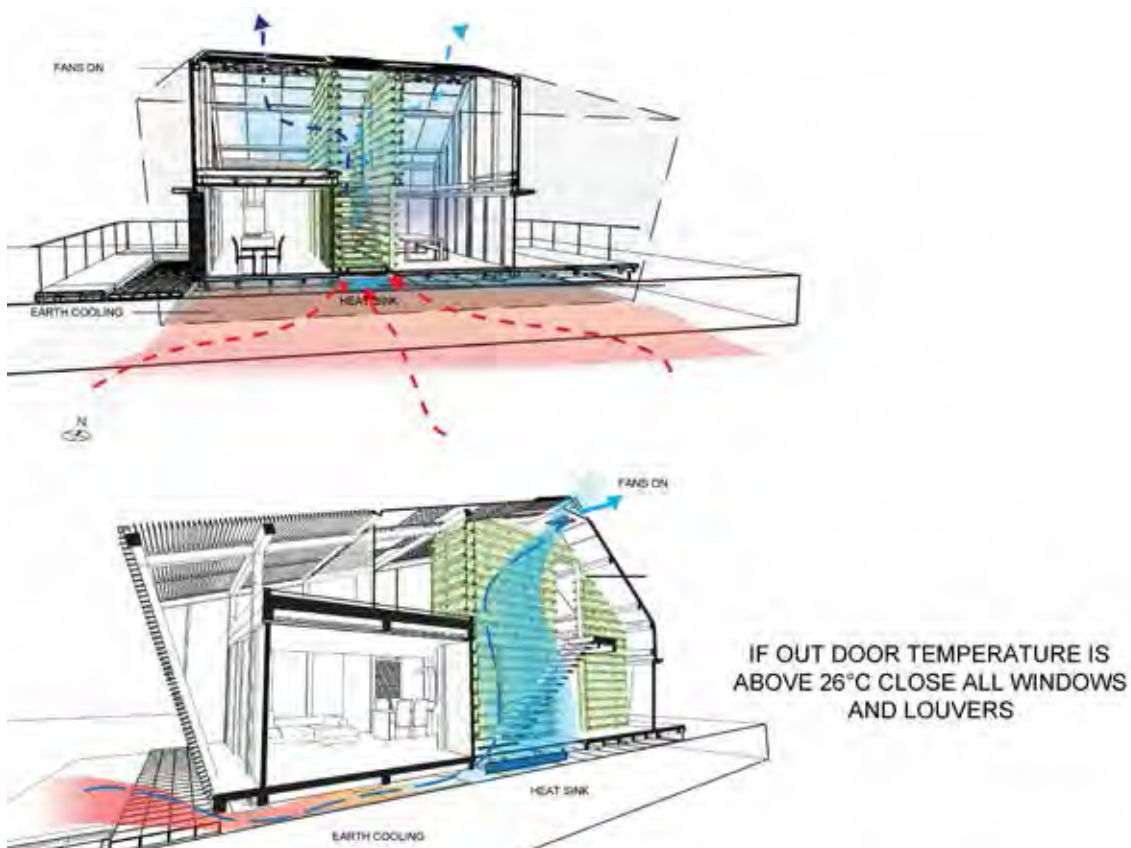 FANS ON
HEAT SINK
EARTH COOLING
N
FANS ON
IF OUT DOOR TEMPERATURE IS
ABOVE 26°C CLOSE ALL WINDOWS
AND LOUVERS
HEAT SINK
EARTH COOLING